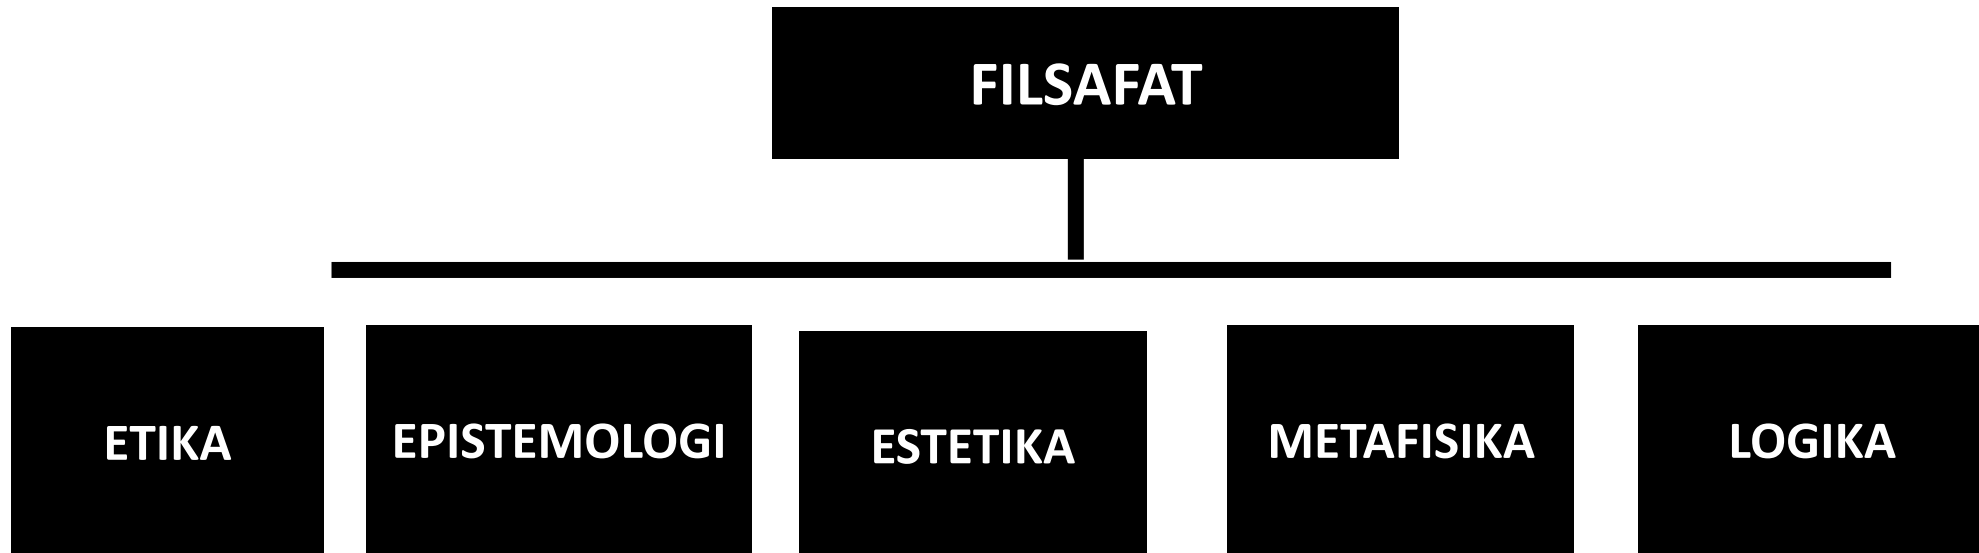 FILSAFAT
ETIKA
EPISTEMOLOGI
ESTETIKA
METAFISIKA
LOGIKA